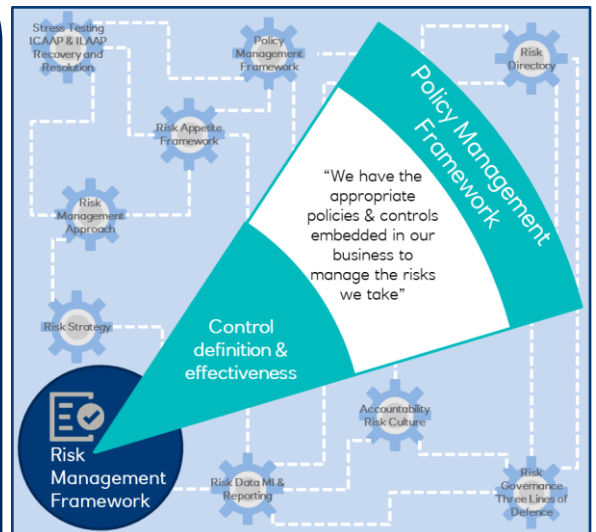 Stress Testing
ICAAP & ILAAP
Recovery and
Resolution
Policy
Management
Framework
Risk
Directory
Risk Appetite
Framework
Risk
Management
Approach
Risk Strategy
Policy Management
Framework
“We have the
appropriate
policies & controls
embedded in our
business to
manage the risks
we take”
Control
definition &
effectiveness
Risk
Management
Framework
Accountability
Risk Culture
Risk Data MI &
Reporting
Risk
Governance
Three Lines of
Defence